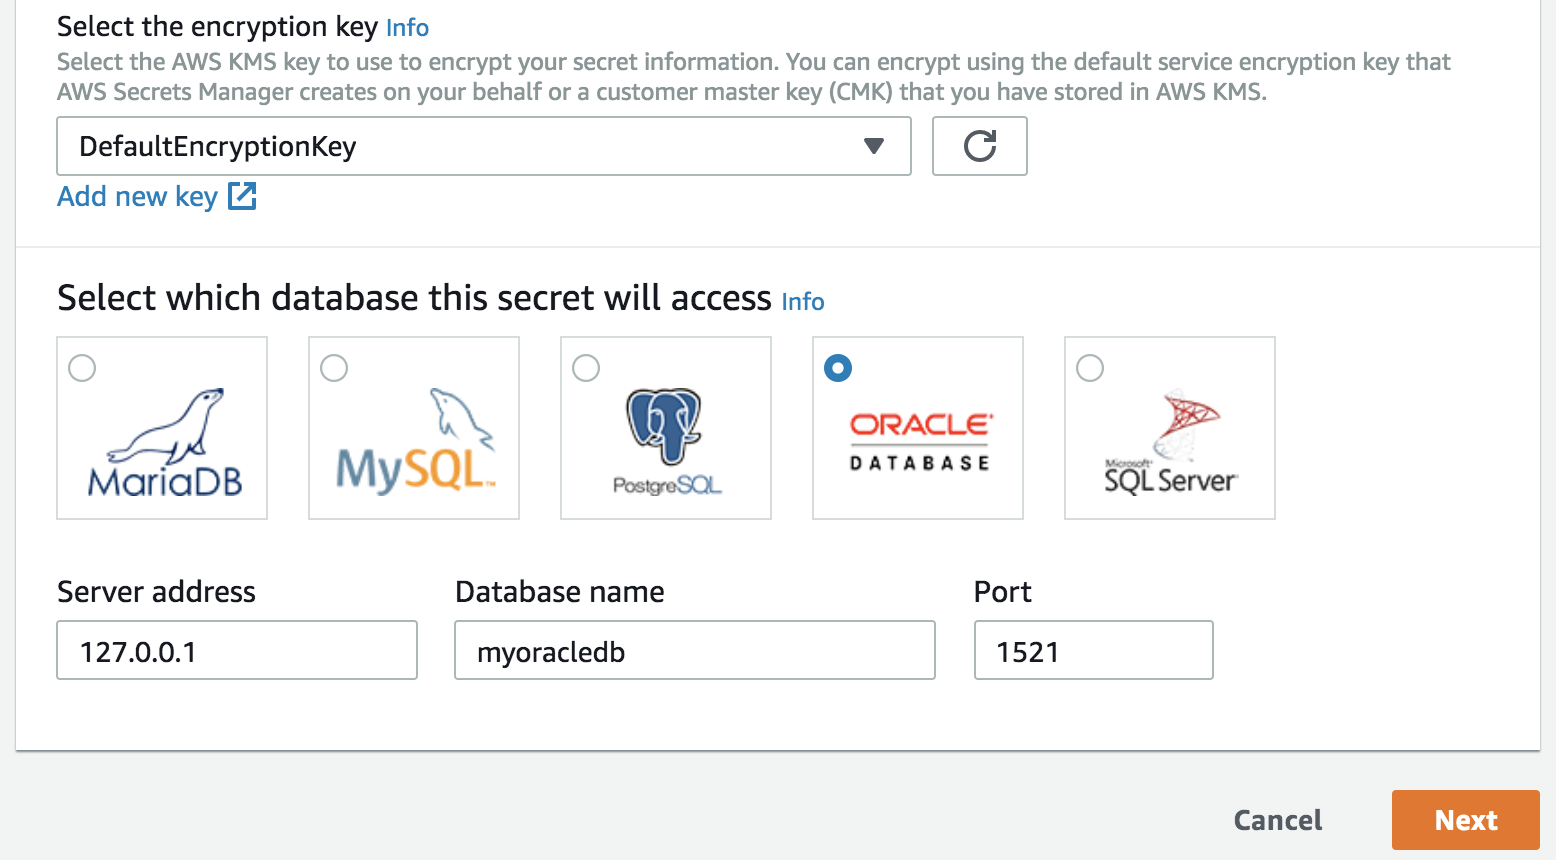 Select the encryption key Info
Select the AWS KMS key to use to encrypt your secret information. You can encrypt using the default service encryption key that
AWS Secrets Manager creates on your behalf or a customer master key (CMK) that you have stored in AWS KMS.
DefaultEncryptionKey
Add new key
Select which database this secret will access Info
MariaDB
MySQL™
PostgreSQL
ORACLE
DATABASE
Microsoft
SQL Server
Server address
127.0.0.1
Database name
myoracledb
Port
1521
Cancel
Next